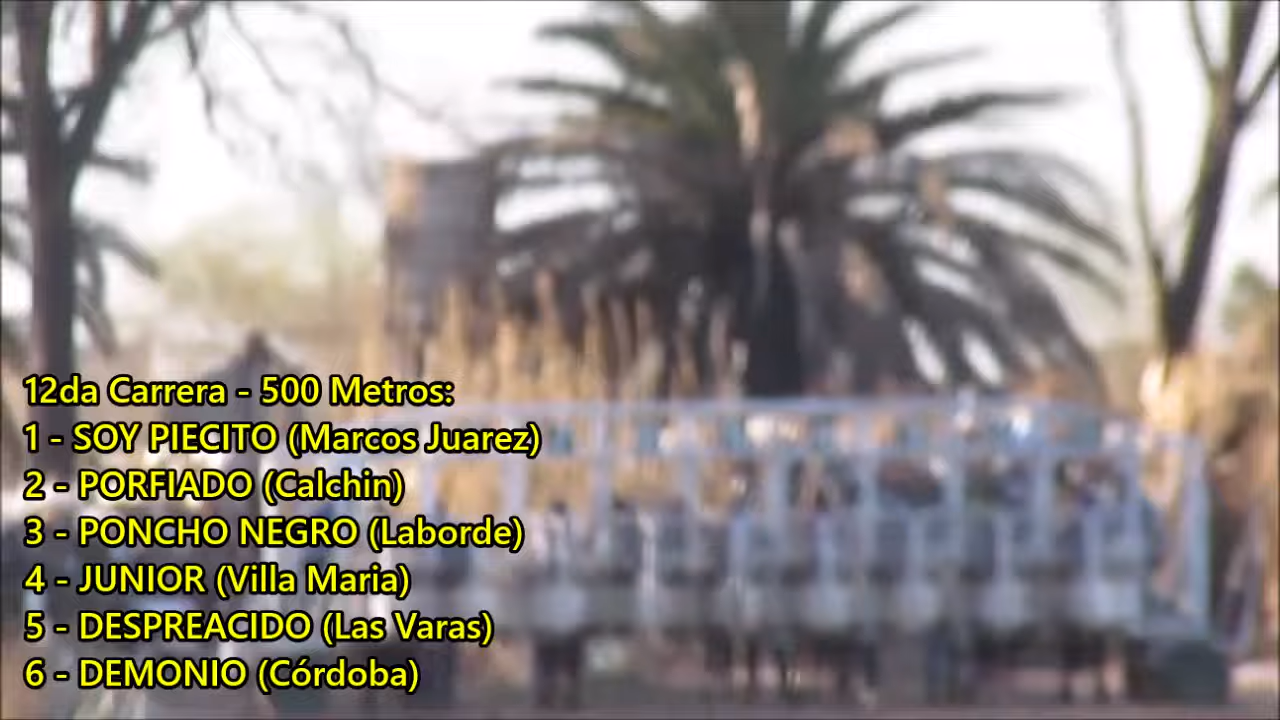 12da Carrera - 500 Metros:
1 - SOY PIECITO (Marcos Juarez)
2 - PORFIADO (Calchin)
3 - PONCHO NEGRO (Laborde)
4 - JUNIOR (Villa Maria)
5 - DESPREACIDO (Las Varas)
6 - DEMONIO (Córdoba)